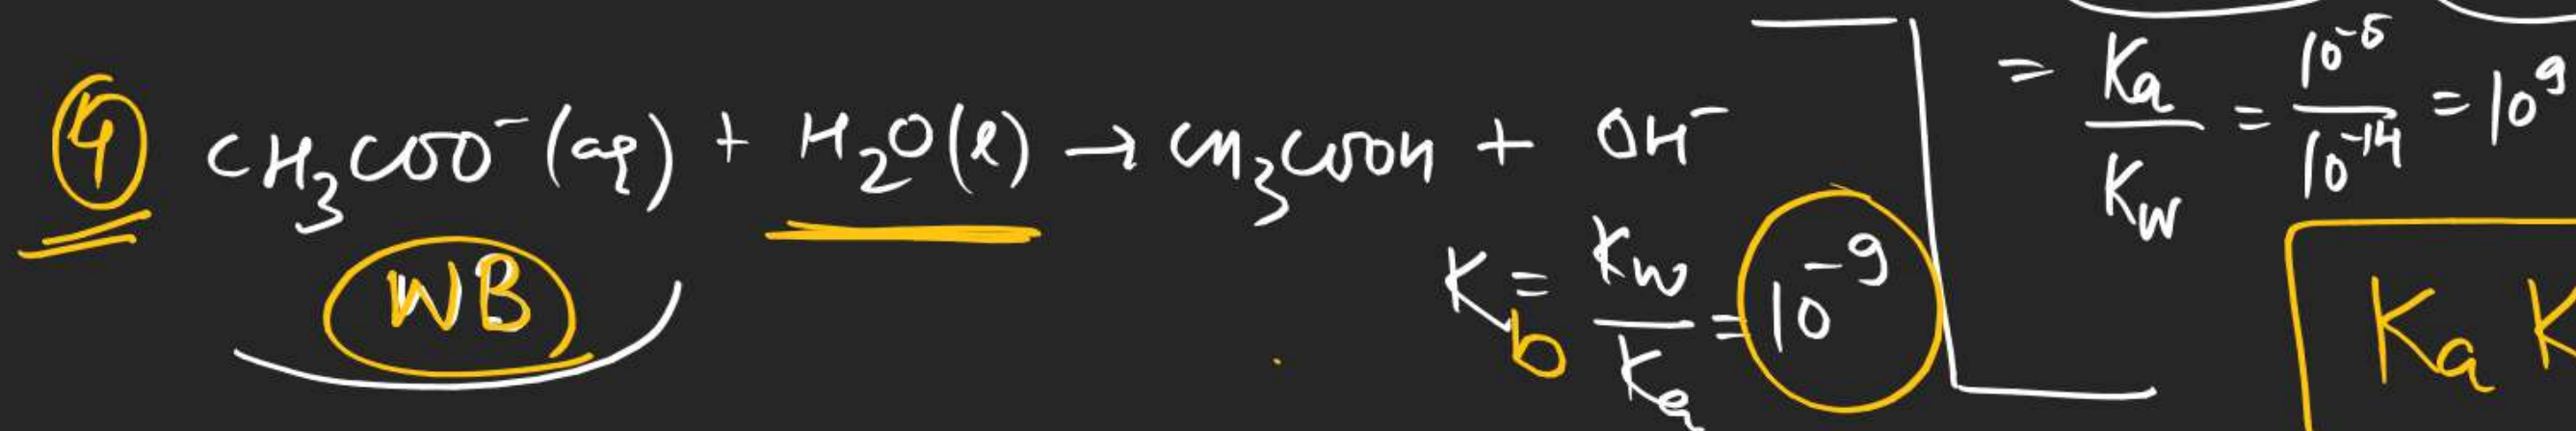 ④ CH₃COO⁻(aq) + H₂O(l) → CH₃COOH + OH⁻
WB
K_b = Kw/Ka = 10⁻⁹
= Ka/Kw = 10⁻⁵/10⁻¹⁴ = 10⁹
Ka K